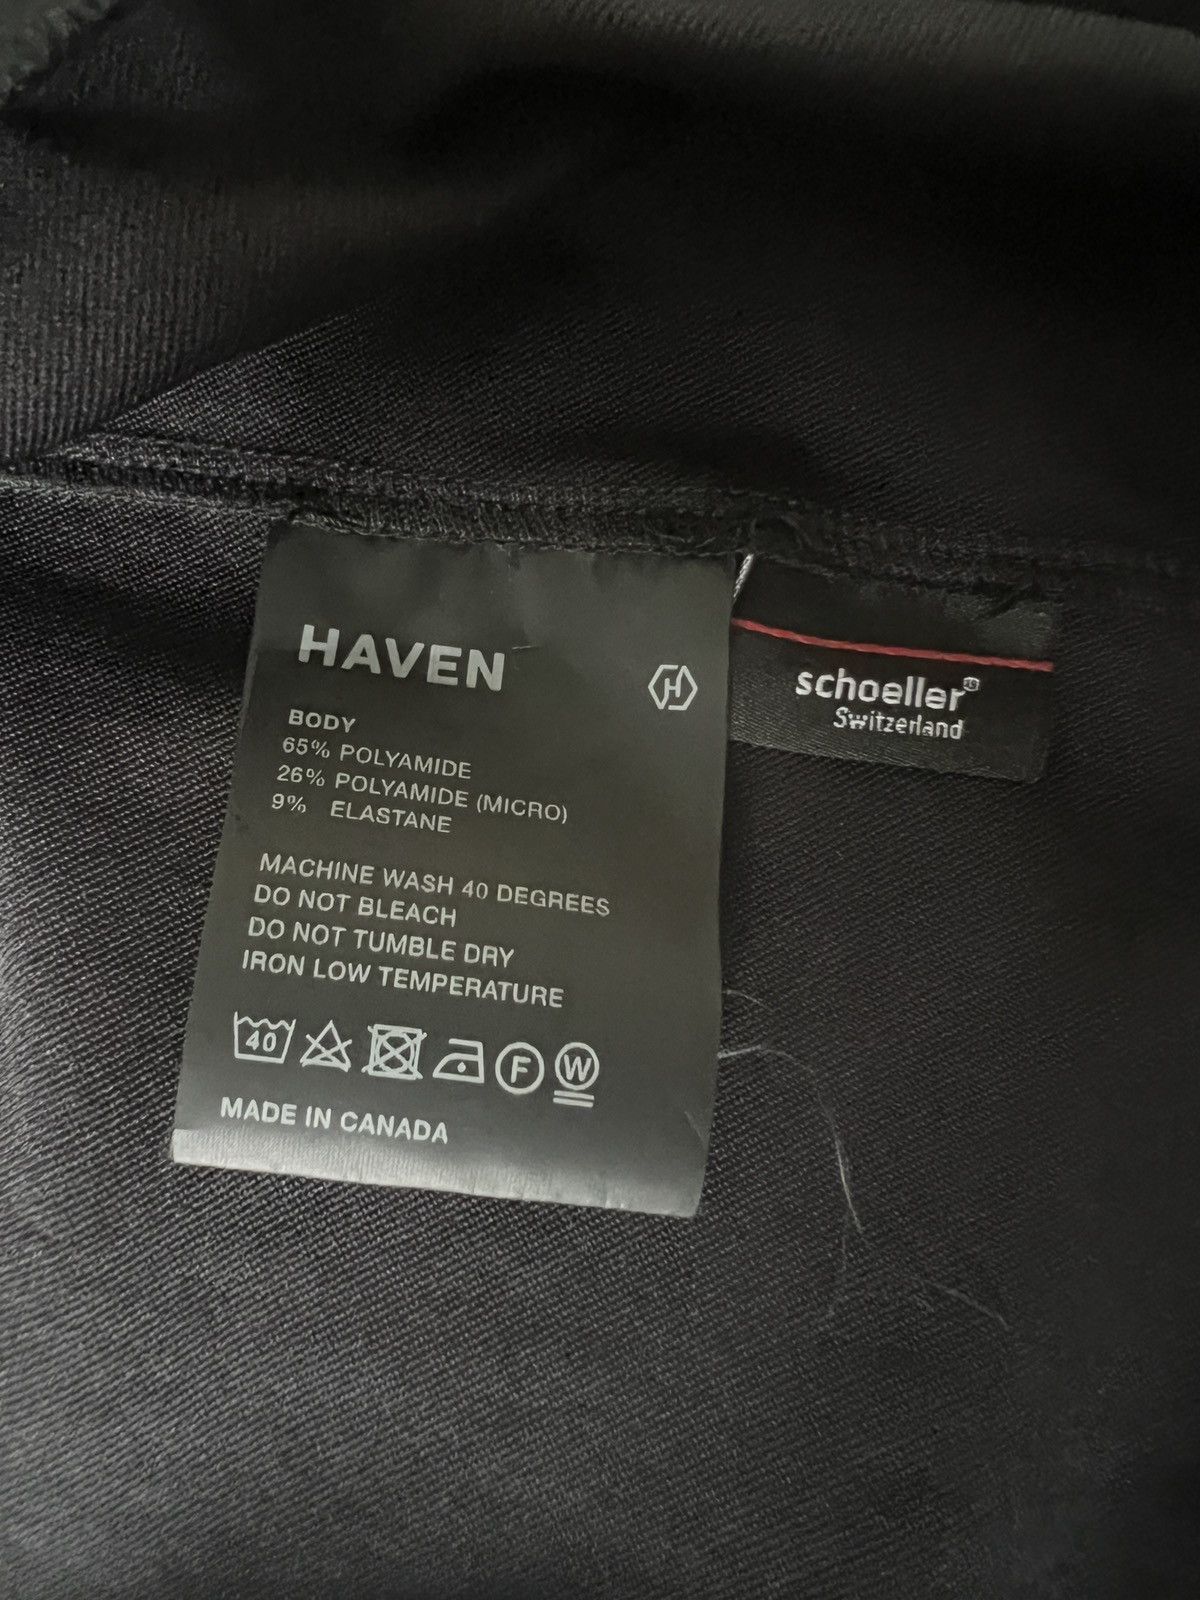 HAVEN
H
BODY
65% POLYAMIDE
26% POLYAMIDE (MICRO)
9% ELASTANE
MACHINE WASH 40 DEGREES
DO NOT BLEACH
DO NOT TUMBLE DRY
IRON LOW TEMPERATURE
40 F W
MADE IN CANADA
schoeller®
Switzerland